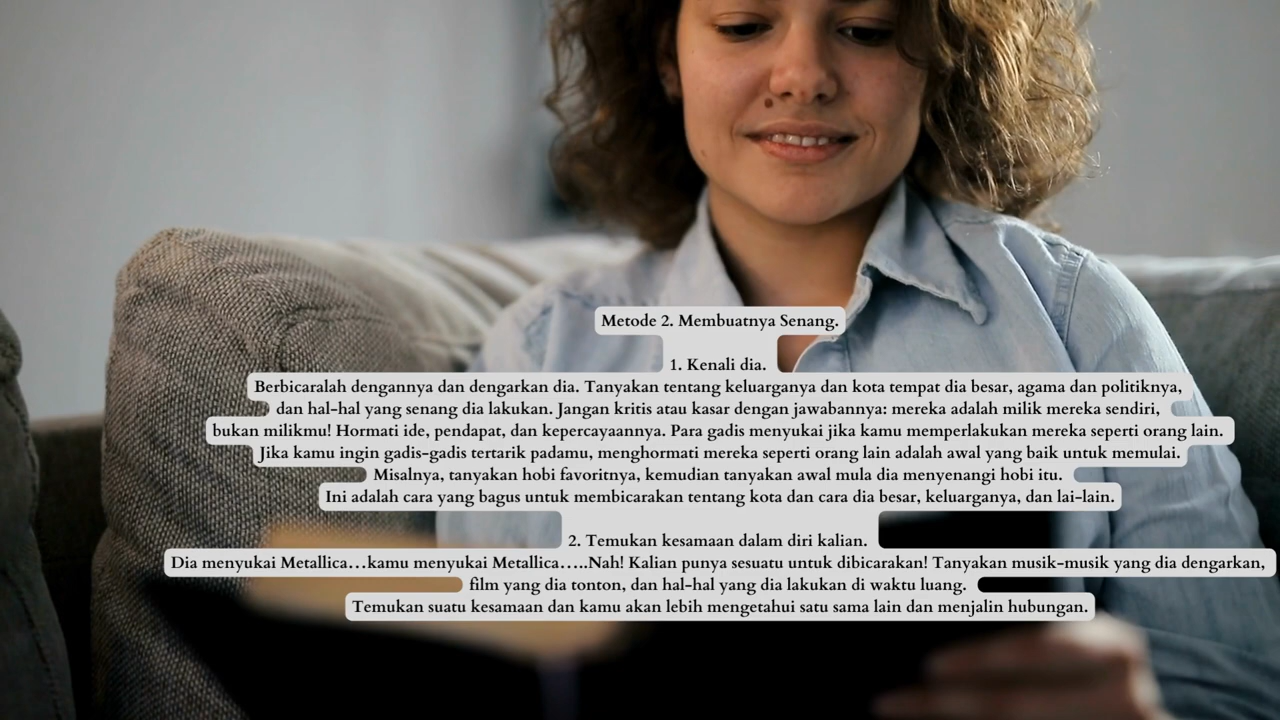 Metode 2. Membuatnya Senang.
1. Kenali dia.
Berbicaralah dengannya dan dengarkan dia. Tanyakan tentang keluarganya dan kota tempat dia besar, agama dan politiknya,
dan hal-hal yang senang dia lakukan. Jangan kritis atau kasar dengan jawabannya: mereka adalah milik mereka sendiri,
bukan milikmu! Hormati ide, pendapat, dan kepercayaannya. Para gadis menyukai jika kamu memperlakukan mereka seperti orang lain.
Jika kamu ingin gadis-gadis tertarik padamu, menghormati mereka seperti orang lain adalah awal yang baik untuk memulai.
Misalnya, tanyakan hobi favoritnya, kemudian tanyakan awal mula dia menyenangi hobi itu.
Ini adalah cara yang bagus untuk membicarakan tentang kota dan cara dia besar, keluarganya, dan lai-lain.
2. Temukan kesamaan dalam diri kalian.
Dia menyukai Metallica...kamu menyukai Metallica.....Nah! Kalian punya sesuatu untuk dibicarakan! Tanyakan musik-musik yang dia dengarkan,
film yang dia tonton, dan hal-hal yang dia lakukan di waktu luang.
Temukan suatu kesamaan dan kamu akan lebih mengetahui satu sama lain dan menjalin hubungan.